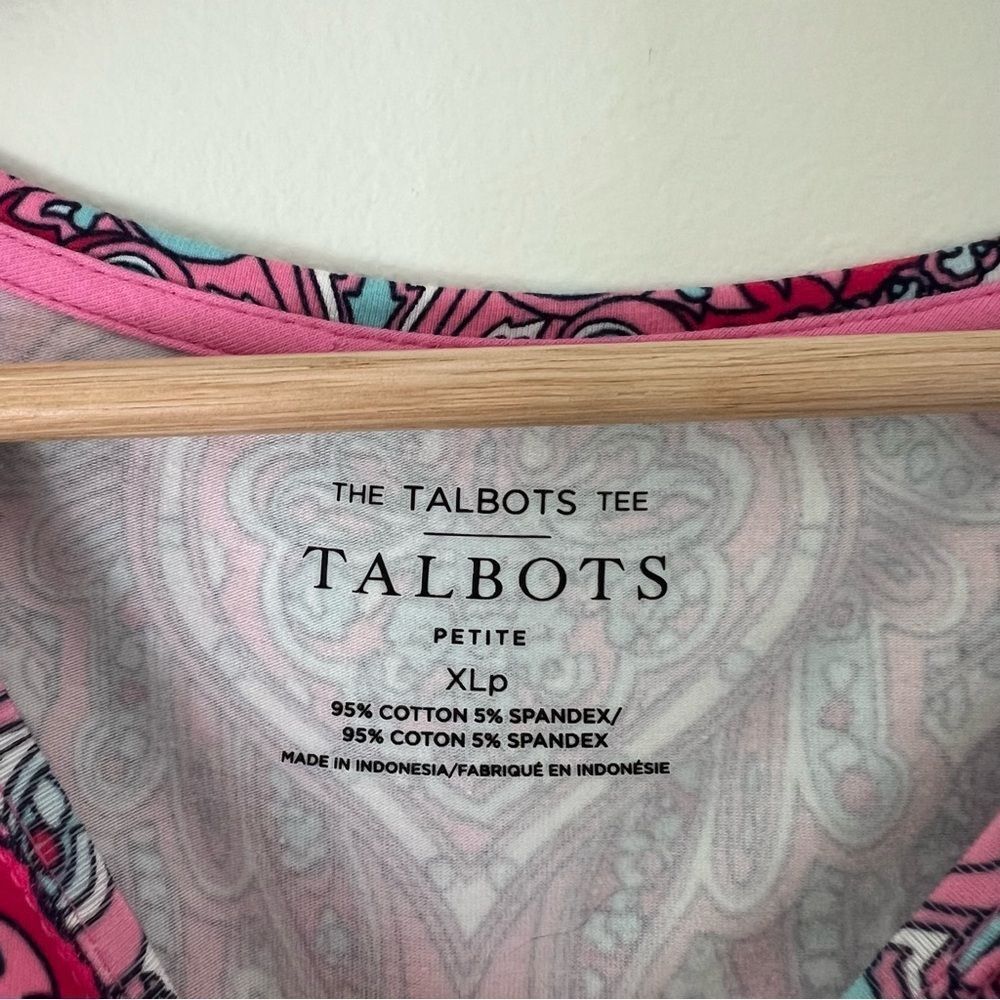 THE TALBOTS TEE
TALBOTS
PETITE
XLp
95% COTTON 5% SPANDEX/
95% COTON 5% SPANDEX
MADE IN INDONESIA/FABRIQUÉ EN INDONÉSIE